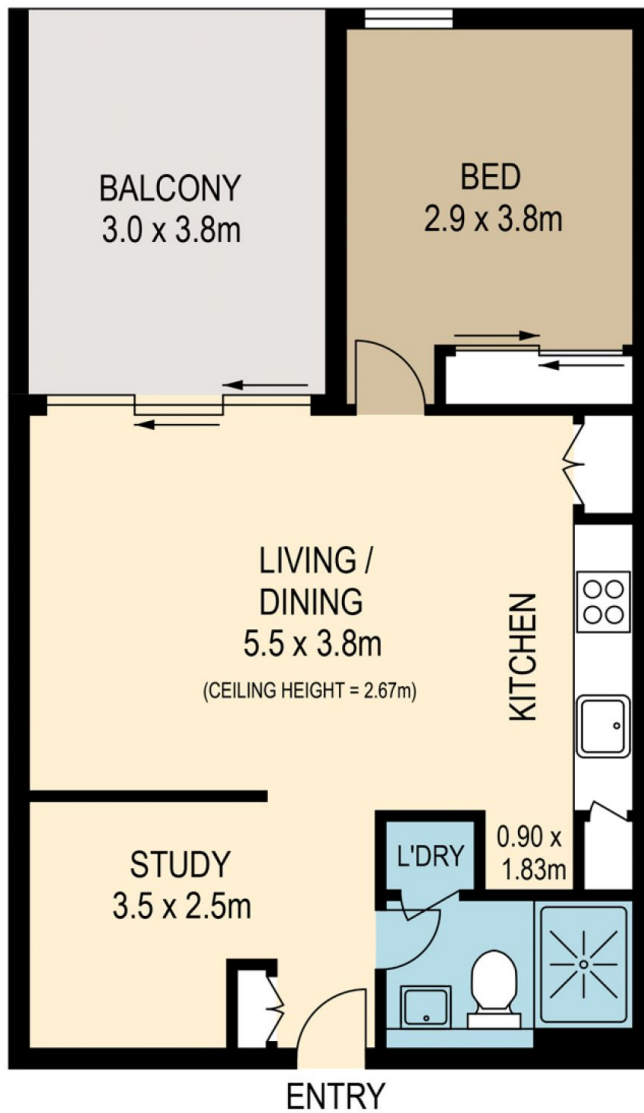 BALCONY
3.0 x 3.8m
BED
2.9 x 3.8m
LIVING /
DINING
5.5 x 3.8m
(CEILING HEIGHT = 2.67m)
KITCHEN
STUDY
3.5 x 2.5m
L'DRY
0.90 x
1.83m
ENTRY